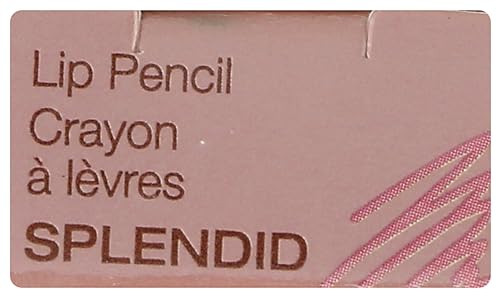 Lip Pencil
Crayon
à lèvres
SPLENDID